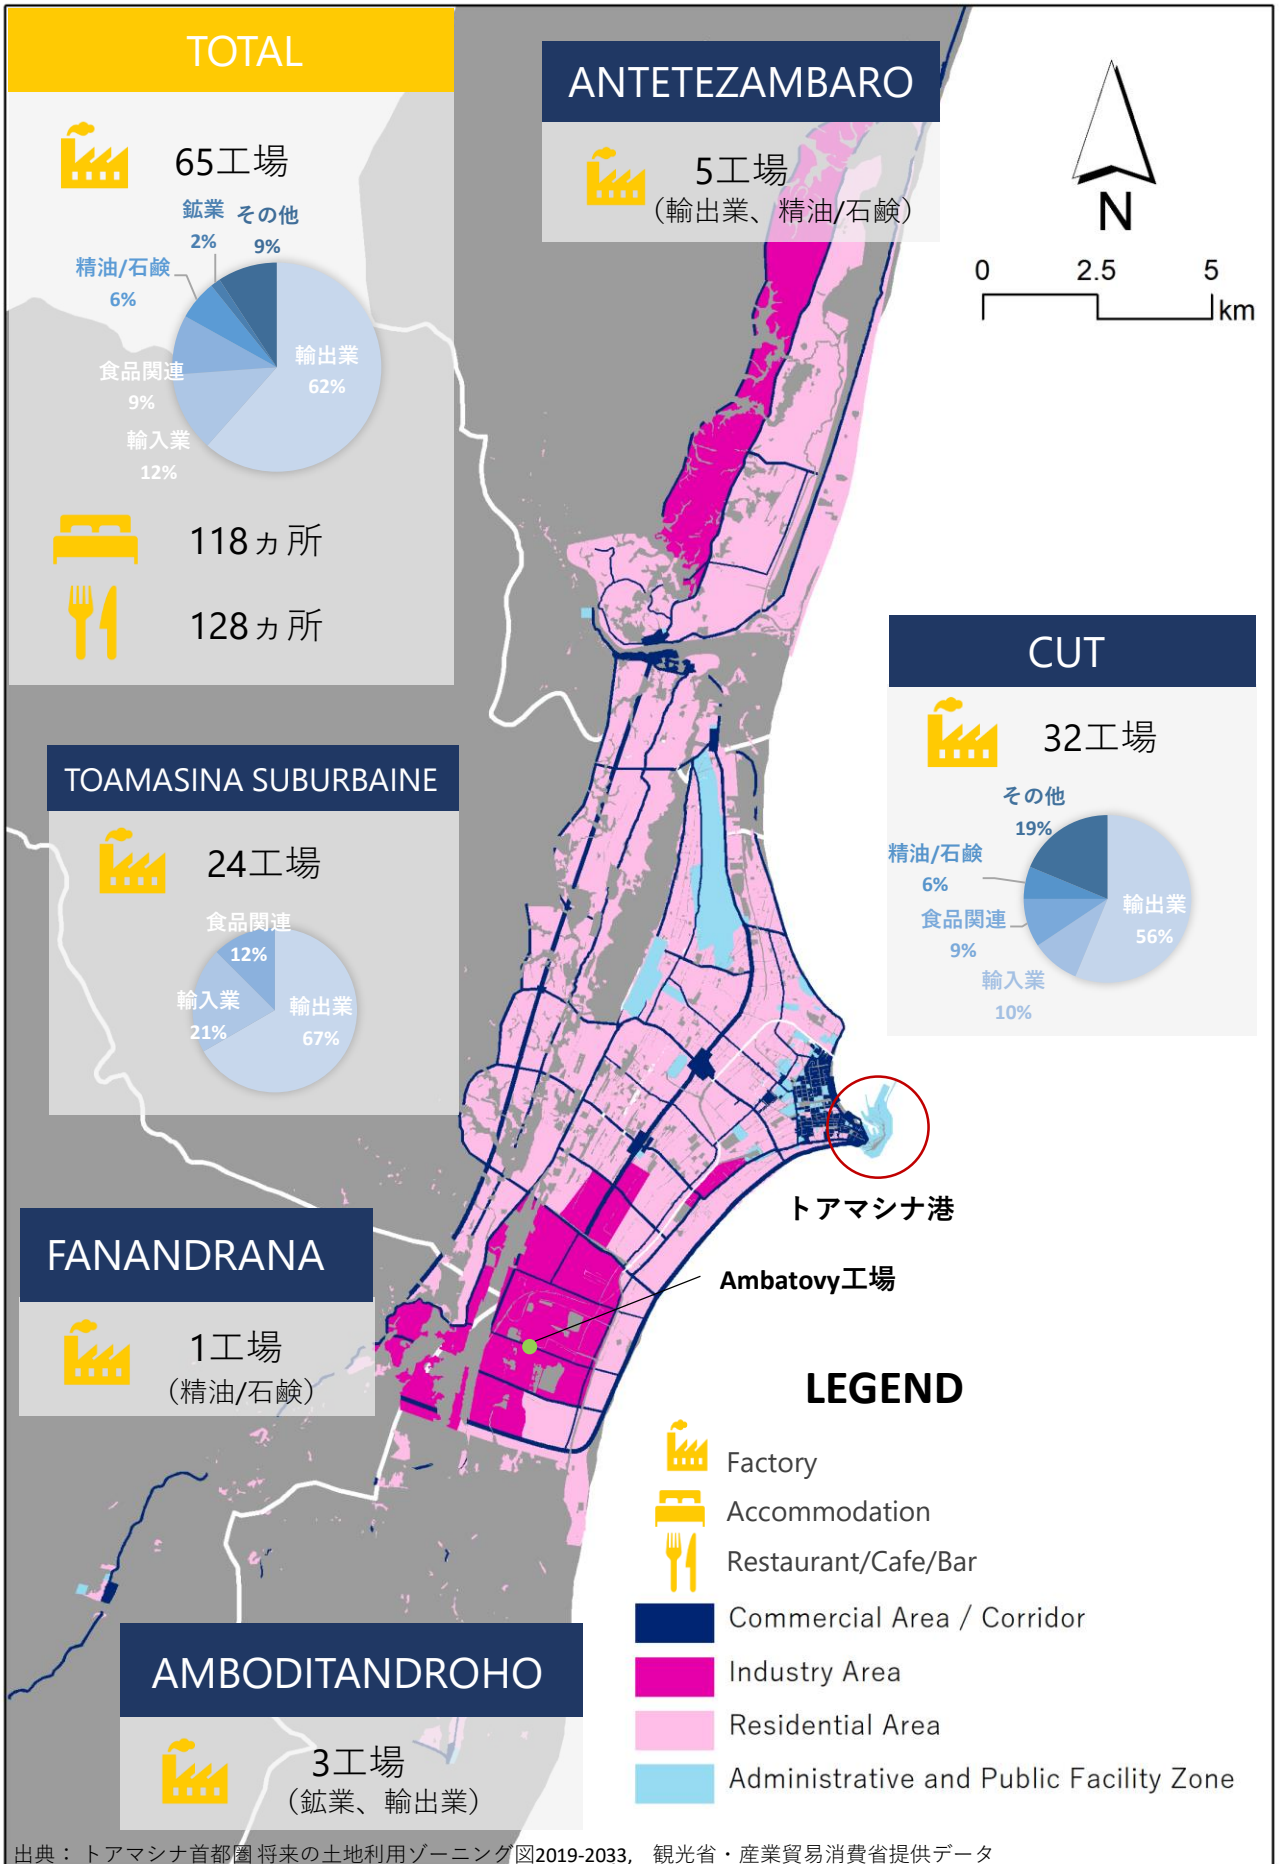 TOTAL
65工場
鉱業
2%
その他
9%
精油/石鹸
6%
輸出業
62%
食品関連
9%
輸入業
12%
118ヵ所
128ヵ所
ANTETEZAMBARO
5工場
（輸出業、精油/石鹸）
N
0 2.5 5
km
CUT
32工場
その他
19%
精油/石鹸
6%
輸出業
56%
食品関連
9%
輸入業
10%
TOAMASINA SUBURBAINE
24工場
食品関連
12%
輸入業
21%
輸出業
67%
トアマシナ港
FANANDRANA
1工場
（精油/石鹸）
Ambatovy工場
LEGEND
Factory
Accommodation
Restaurant/Cafe/Bar
Commercial Area / Corridor
Industry Area
Residential Area
Administrative and Public Facility Zone
AMBODITANDROHO
3工場
（鉱業、輸出業）
出典：トアマシナ首都圏 将来の土地利用ゾーニング図2019-2033, 観光省・産業貿易消費省提供データ